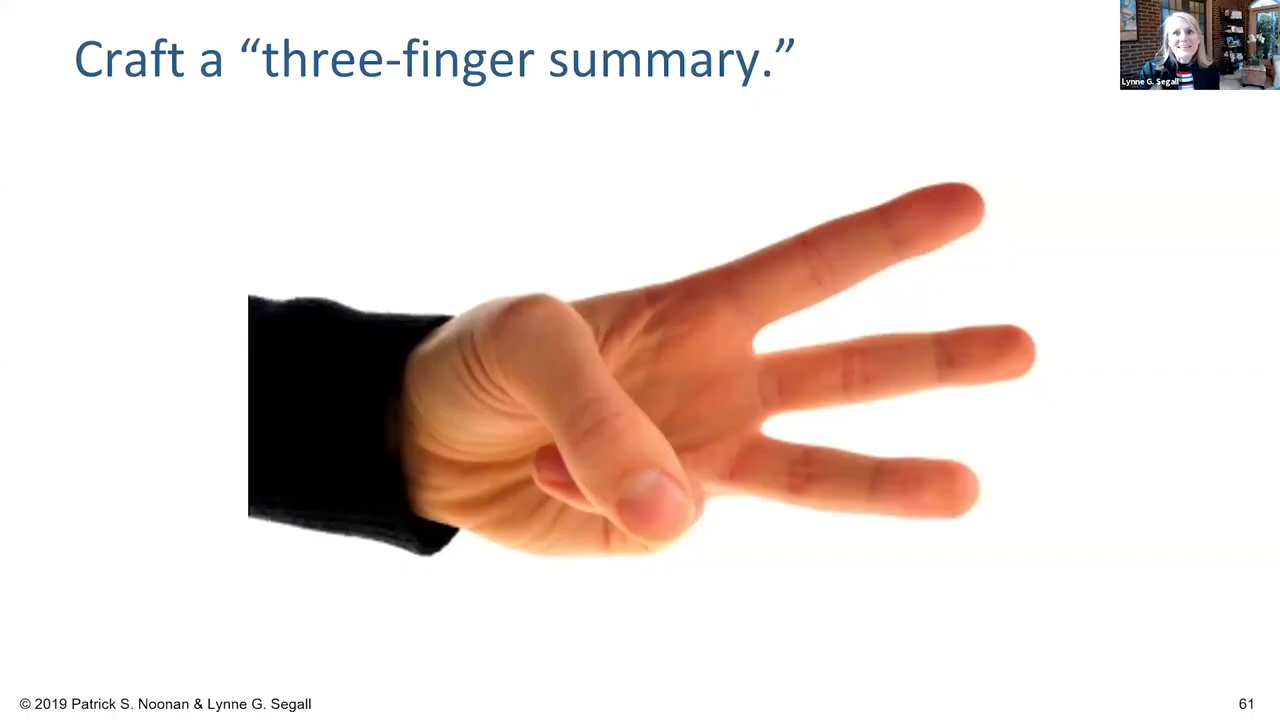 Craft a “three-finger summary.”
Lynne G. Segall
© 2019 Patrick S. Noonan & Lynne G. Segall
61